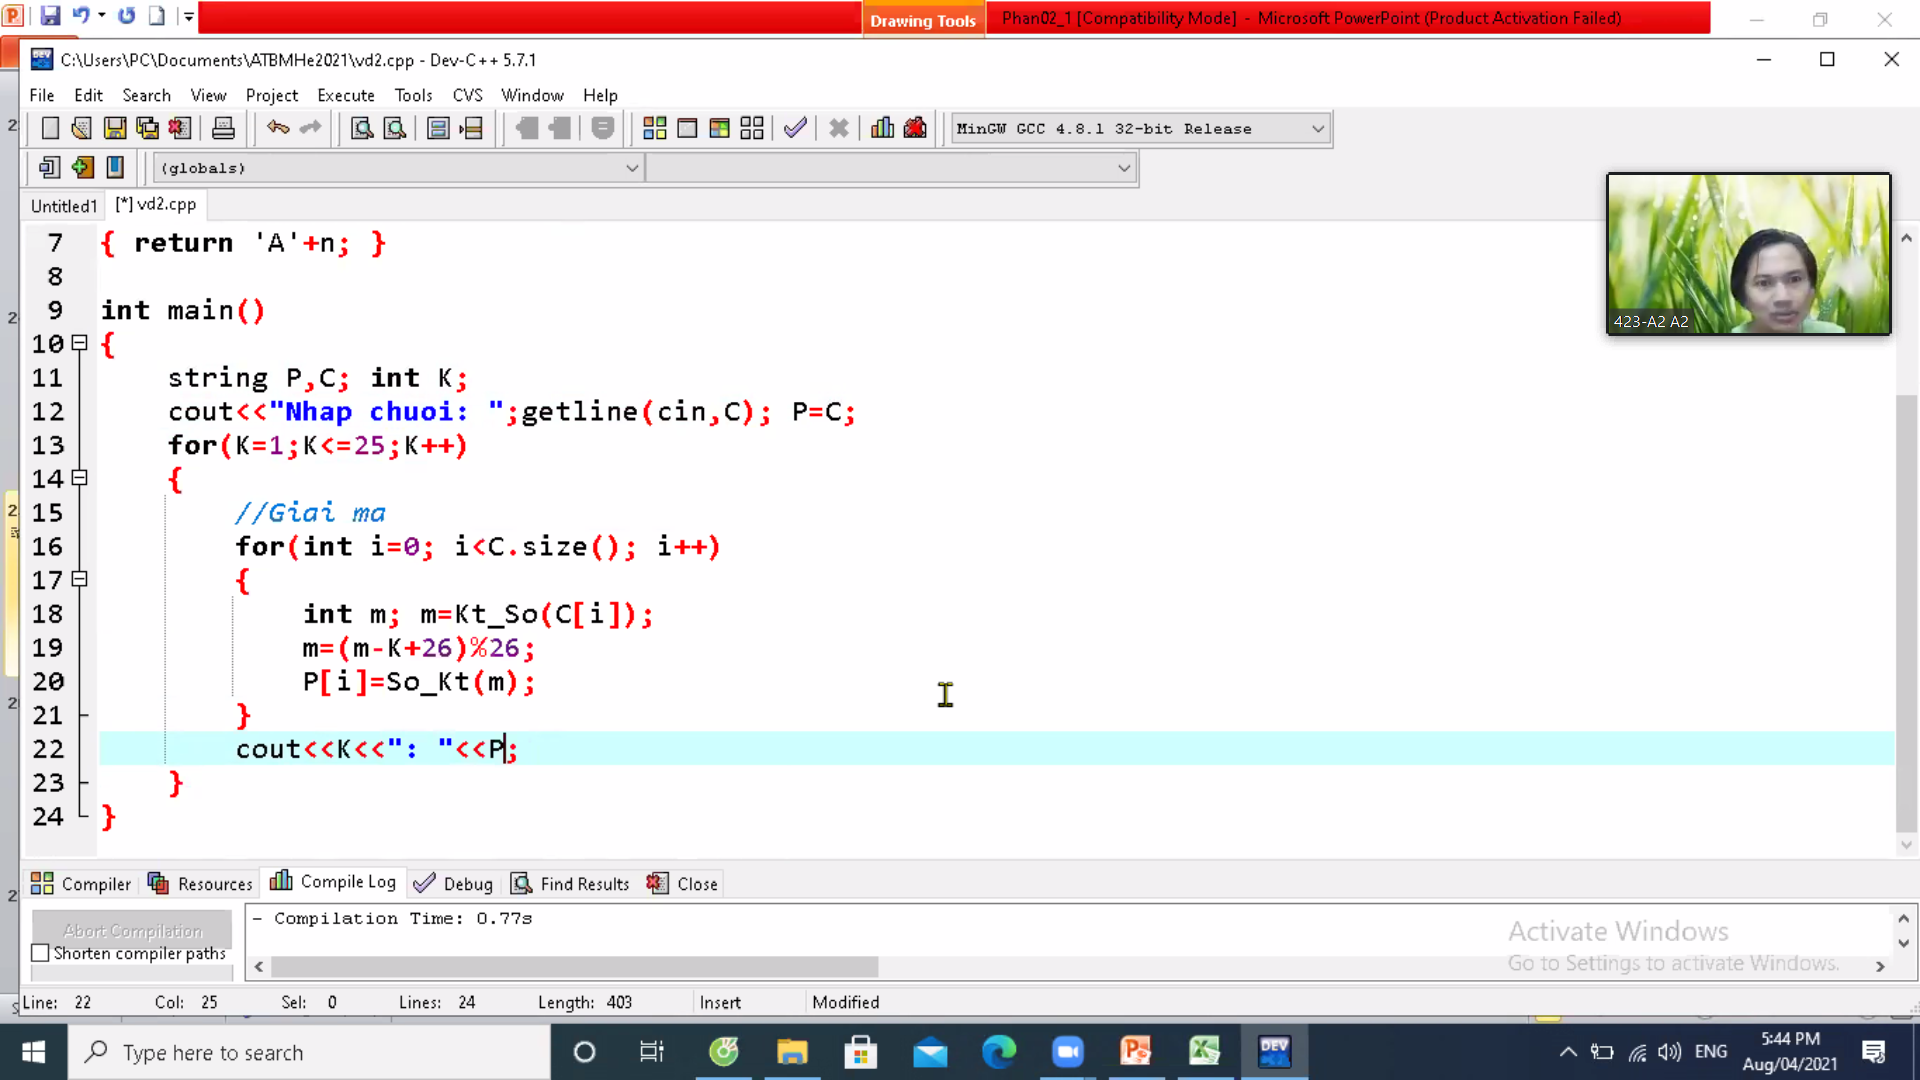 Drawing Tools
Phan02_1 [Compatibility Mode] - Microsoft PowerPoint (Product Activation Failed)
C:\Users\PC\Documents\ATBMHe2021\vd2.cpp - Dev-C++ 5.7.1
File Edit Search View Project Execute Tools CVS Window Help
MinGW GCC 4.8.1 32-bit Release
(globals)
Untitled1 [*] vd2.cpp
7 { return 'A'+n; }
8
9 int main()
10 {
11 string P,C; int K;
12 cout<<"Nhap chuoi: ";getline(cin,C); P=C;
13 for(K=1;K<=25;K++)
14 {
15 //Giai ma
16 for(int i=0; i<C.size(); i++)
17 {
18 int m; m=Kt_So(C[i]);
19 m=(m-K+26)%26;
20 P[i]=So_Kt(m);
21 }
22 cout<<K<<": "<<P;
23 }
24 }
423-A2 A2
Compiler Resources Compile Log Debug Find Results Close
Abort Compilation
Shorten compiler paths
- Compilation Time: 0.77s
Activate Windows
Go to Settings to activate Windows.
Line: 22 Col: 25 Sel: 0 Lines: 24 Length: 403 Insert Modified
Type here to search
DEV
ENG
5:44 PM
Aug/04/2021